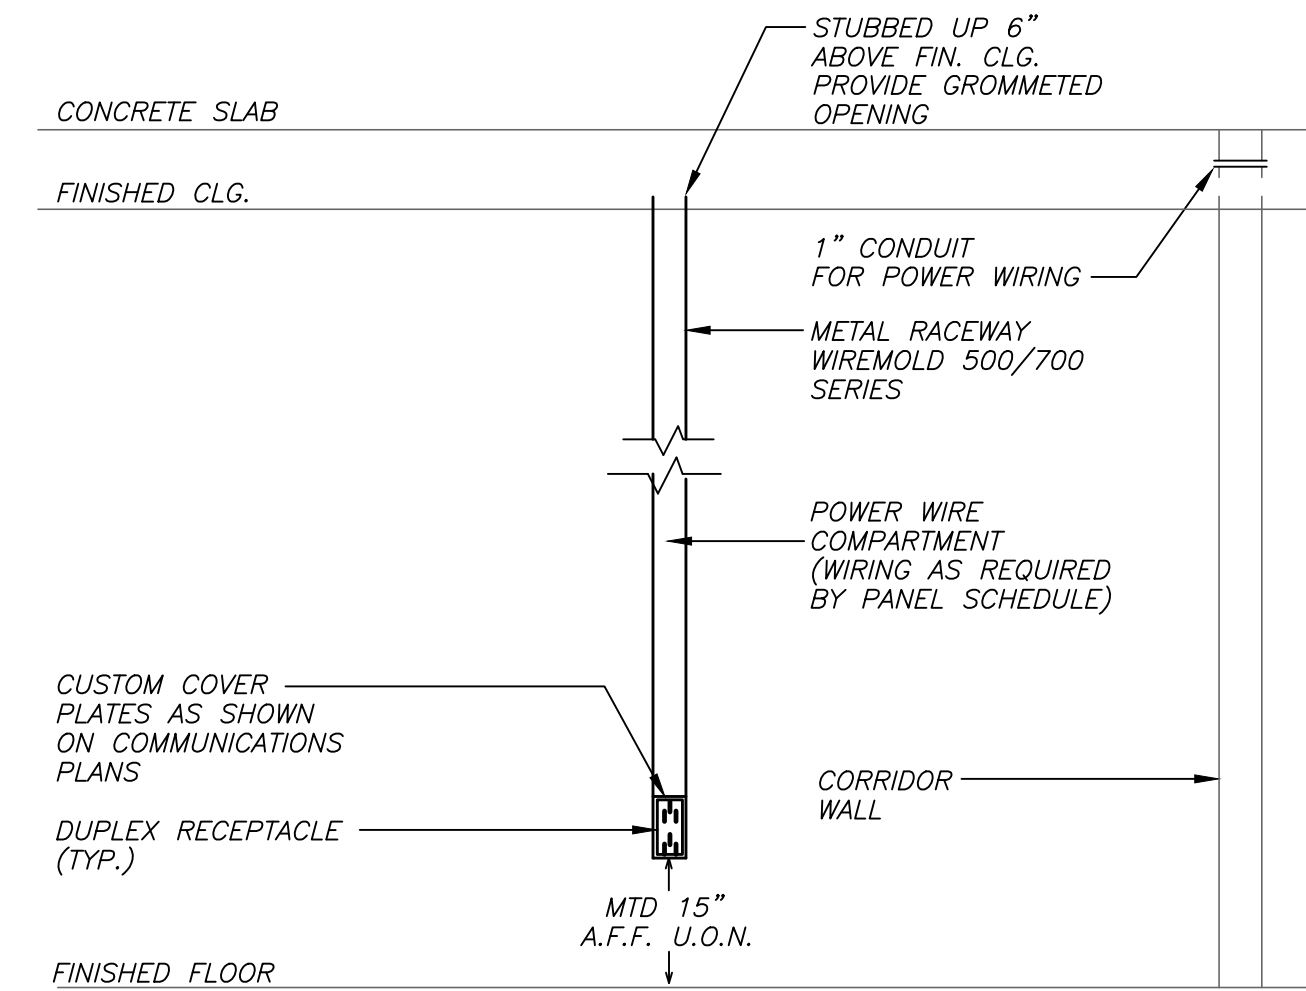 STUBBED UP 6”
ABOVE FIN. CLG.
PROVIDE GROMMETED
OPENING
CONCRETE SLAB
FINISHED CLG.
1” CONDUIT
FOR POWER WIRING
METAL RACEWAY
WIREMOLD 500/700
SERIES
POWER WIRE
COMPARTMENT
(WIRING AS REQUIRED
BY PANEL SCHEDULE)
CUSTOM COVER
PLATES AS SHOWN
ON COMMUNICATIONS
PLANS
CORRIDOR
WALL
DUPLEX RECEPTACLE
(TYP.)
MTD 15”
A.F.F. U.O.N.
FINISHED FLOOR